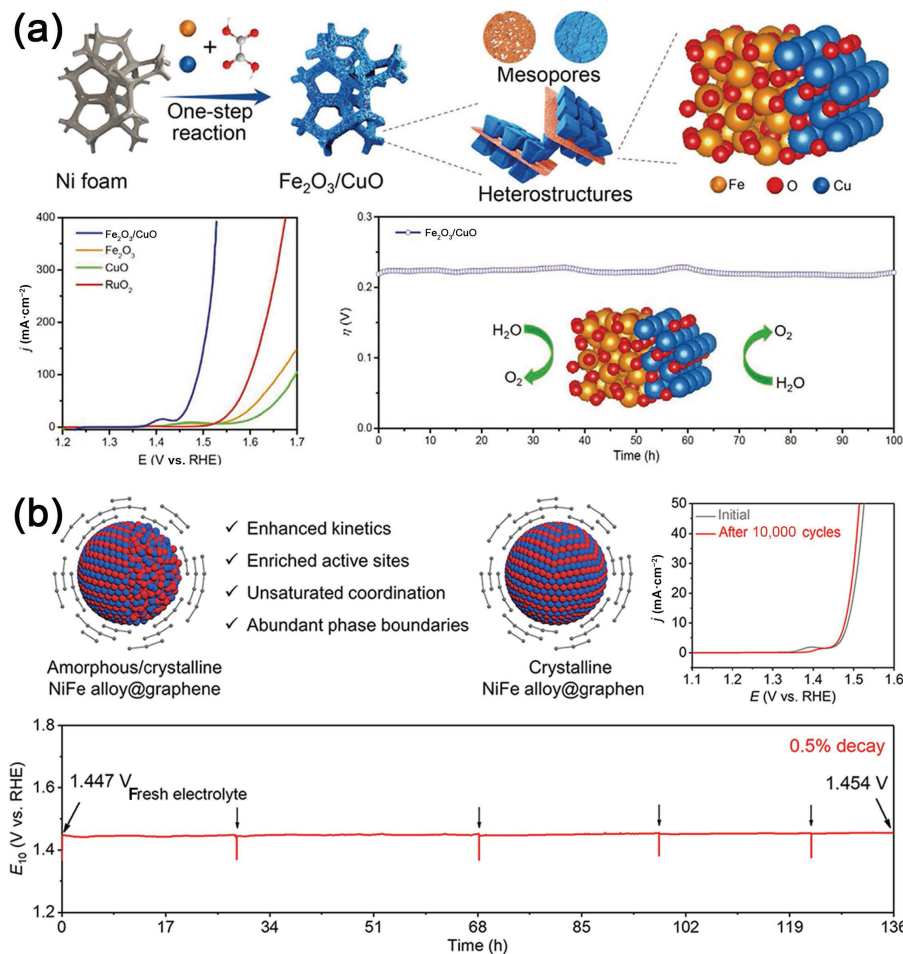 (a)
+
One-step
reaction
Ni foam
Fe₂O₃/CuO
Mesopores
Heterostructures
Fe O Cu
400
300
200
100
0
j (mA·cm⁻²)
Fe₂O₃/CuO
Fe₂O₃
CuO
RuO₂
1.2 1.3 1.4 1.5 1.6 1.7
E (V vs. RHE)
0.3
0.2
0.1
0.0
η (V)
Fe₂O₃/CuO
H₂O
O₂
O₂
H₂O
0 10 20 30 40 50 60 70 80 90 100
Time (h)
(b)
✓ Enhanced kinetics
✓ Enriched active sites
✓ Unsaturated coordination
✓ Abundant phase boundaries
Amorphous/crystalline
NiFe alloy@graphene
Crystalline
NiFe alloy@graphen
50
40
30
20
10
0
j (mA·cm⁻²)
Initial
After 10,000 cycles
1.1 1.2 1.3 1.4 1.5 1.6
E (V vs. RHE)
1.8
1.6
1.4
1.2
E₁₀ (V vs. RHE)
0.5% decay
1.447 V
Fresh electrolyte
1.454 V
0 17 34 51 68 85 102 119 136
Time (h)